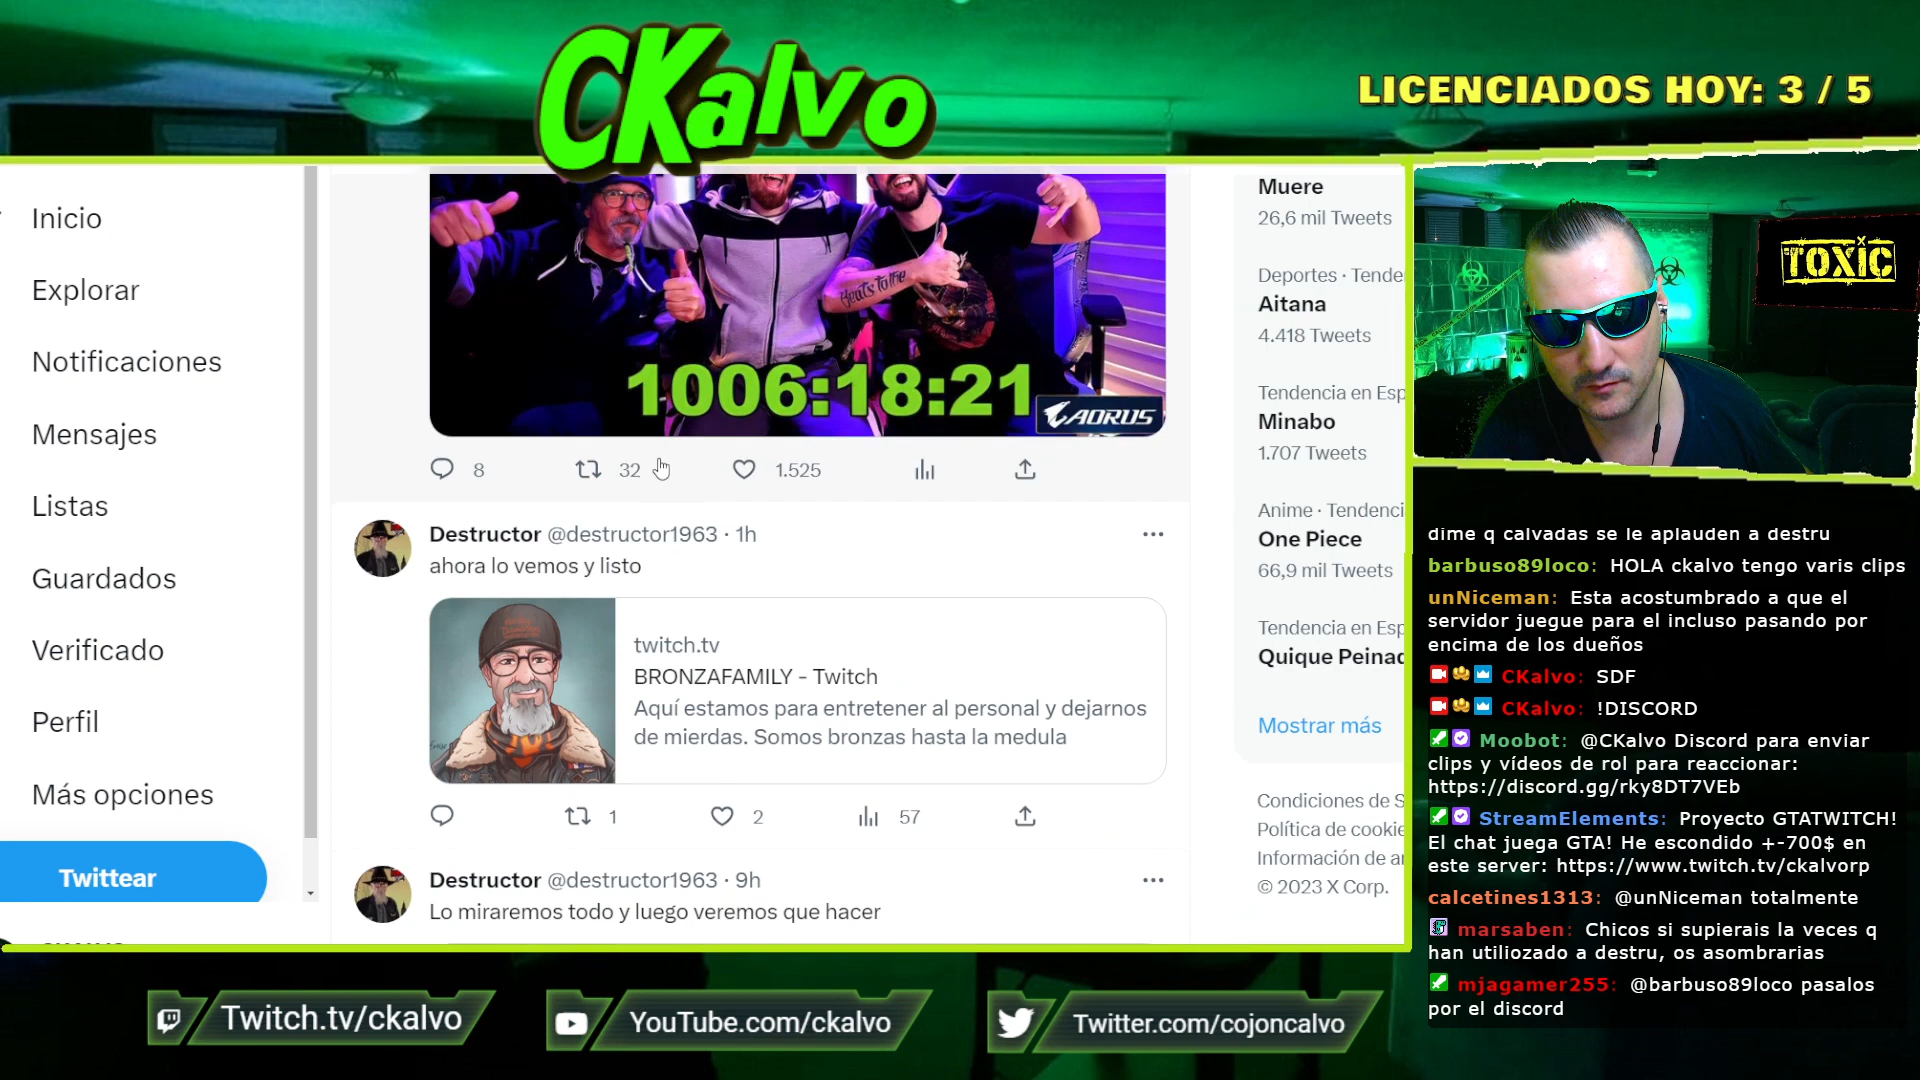 CKalvo
LICENCIADOS HOY: 3 / 5
Inicio
Explorar
Notificaciones
Mensajes
Listas
Guardados
Verificado
Perfil
Más opciones
Twittear
Beats to the
1006:18:21
AORUS
8
32
1.525
Destructor @destructor1963 · 1h
ahora lo vemos y listo
twitch.tv
BRONZAFAMILY - Twitch
Aquí estamos para entretener al personal y dejarnos
de mierdas. Somos bronzas hasta la medula
1
2
57
Destructor @destructor1963 · 9h
Lo miraremos todo y luego veremos que hacer
Muere
26,6 mil Tweets
Deportes · Tende
Aitana
4.418 Tweets
Tendencia en Esp
Minabo
1.707 Tweets
Anime · Tendenci
One Piece
66,9 mil Tweets
Tendencia en Esp
Quique Peinad
Mostrar más
Condiciones de S
Política de cookie
Información de
© 2023 X Corp.
TOXIC
dime q calvadas se le aplauden a destru
barbuso89loco: HOLA ckalvo tengo varis clips
unNiceman: Esta acostumbrado a que el
servidor juegue para el incluso pasando por
encima de los dueños
CKalvo: SDF
CKalvo: !DISCORD
Moobot: @CKalvo Discord para enviar
clips y vídeos de rol para reaccionar:
https://discord.gg/rky8DT7VEb
StreamElements: Proyecto GTATWITCH!
El chat juega GTA! He escondido +-700$ en
este server: https://www.twitch.tv/ckalvorp
calcetines1313: @unNiceman totalmente
marsaben: Chicos si supierais la veces q
han utiliozado a destru, os asombrarias
mjagamer255: @barbuso89loco pasalos
por el discord
Twitch.tv/ckalvo
YouTube.com/ckalvo
Twitter.com/cojoncalvo